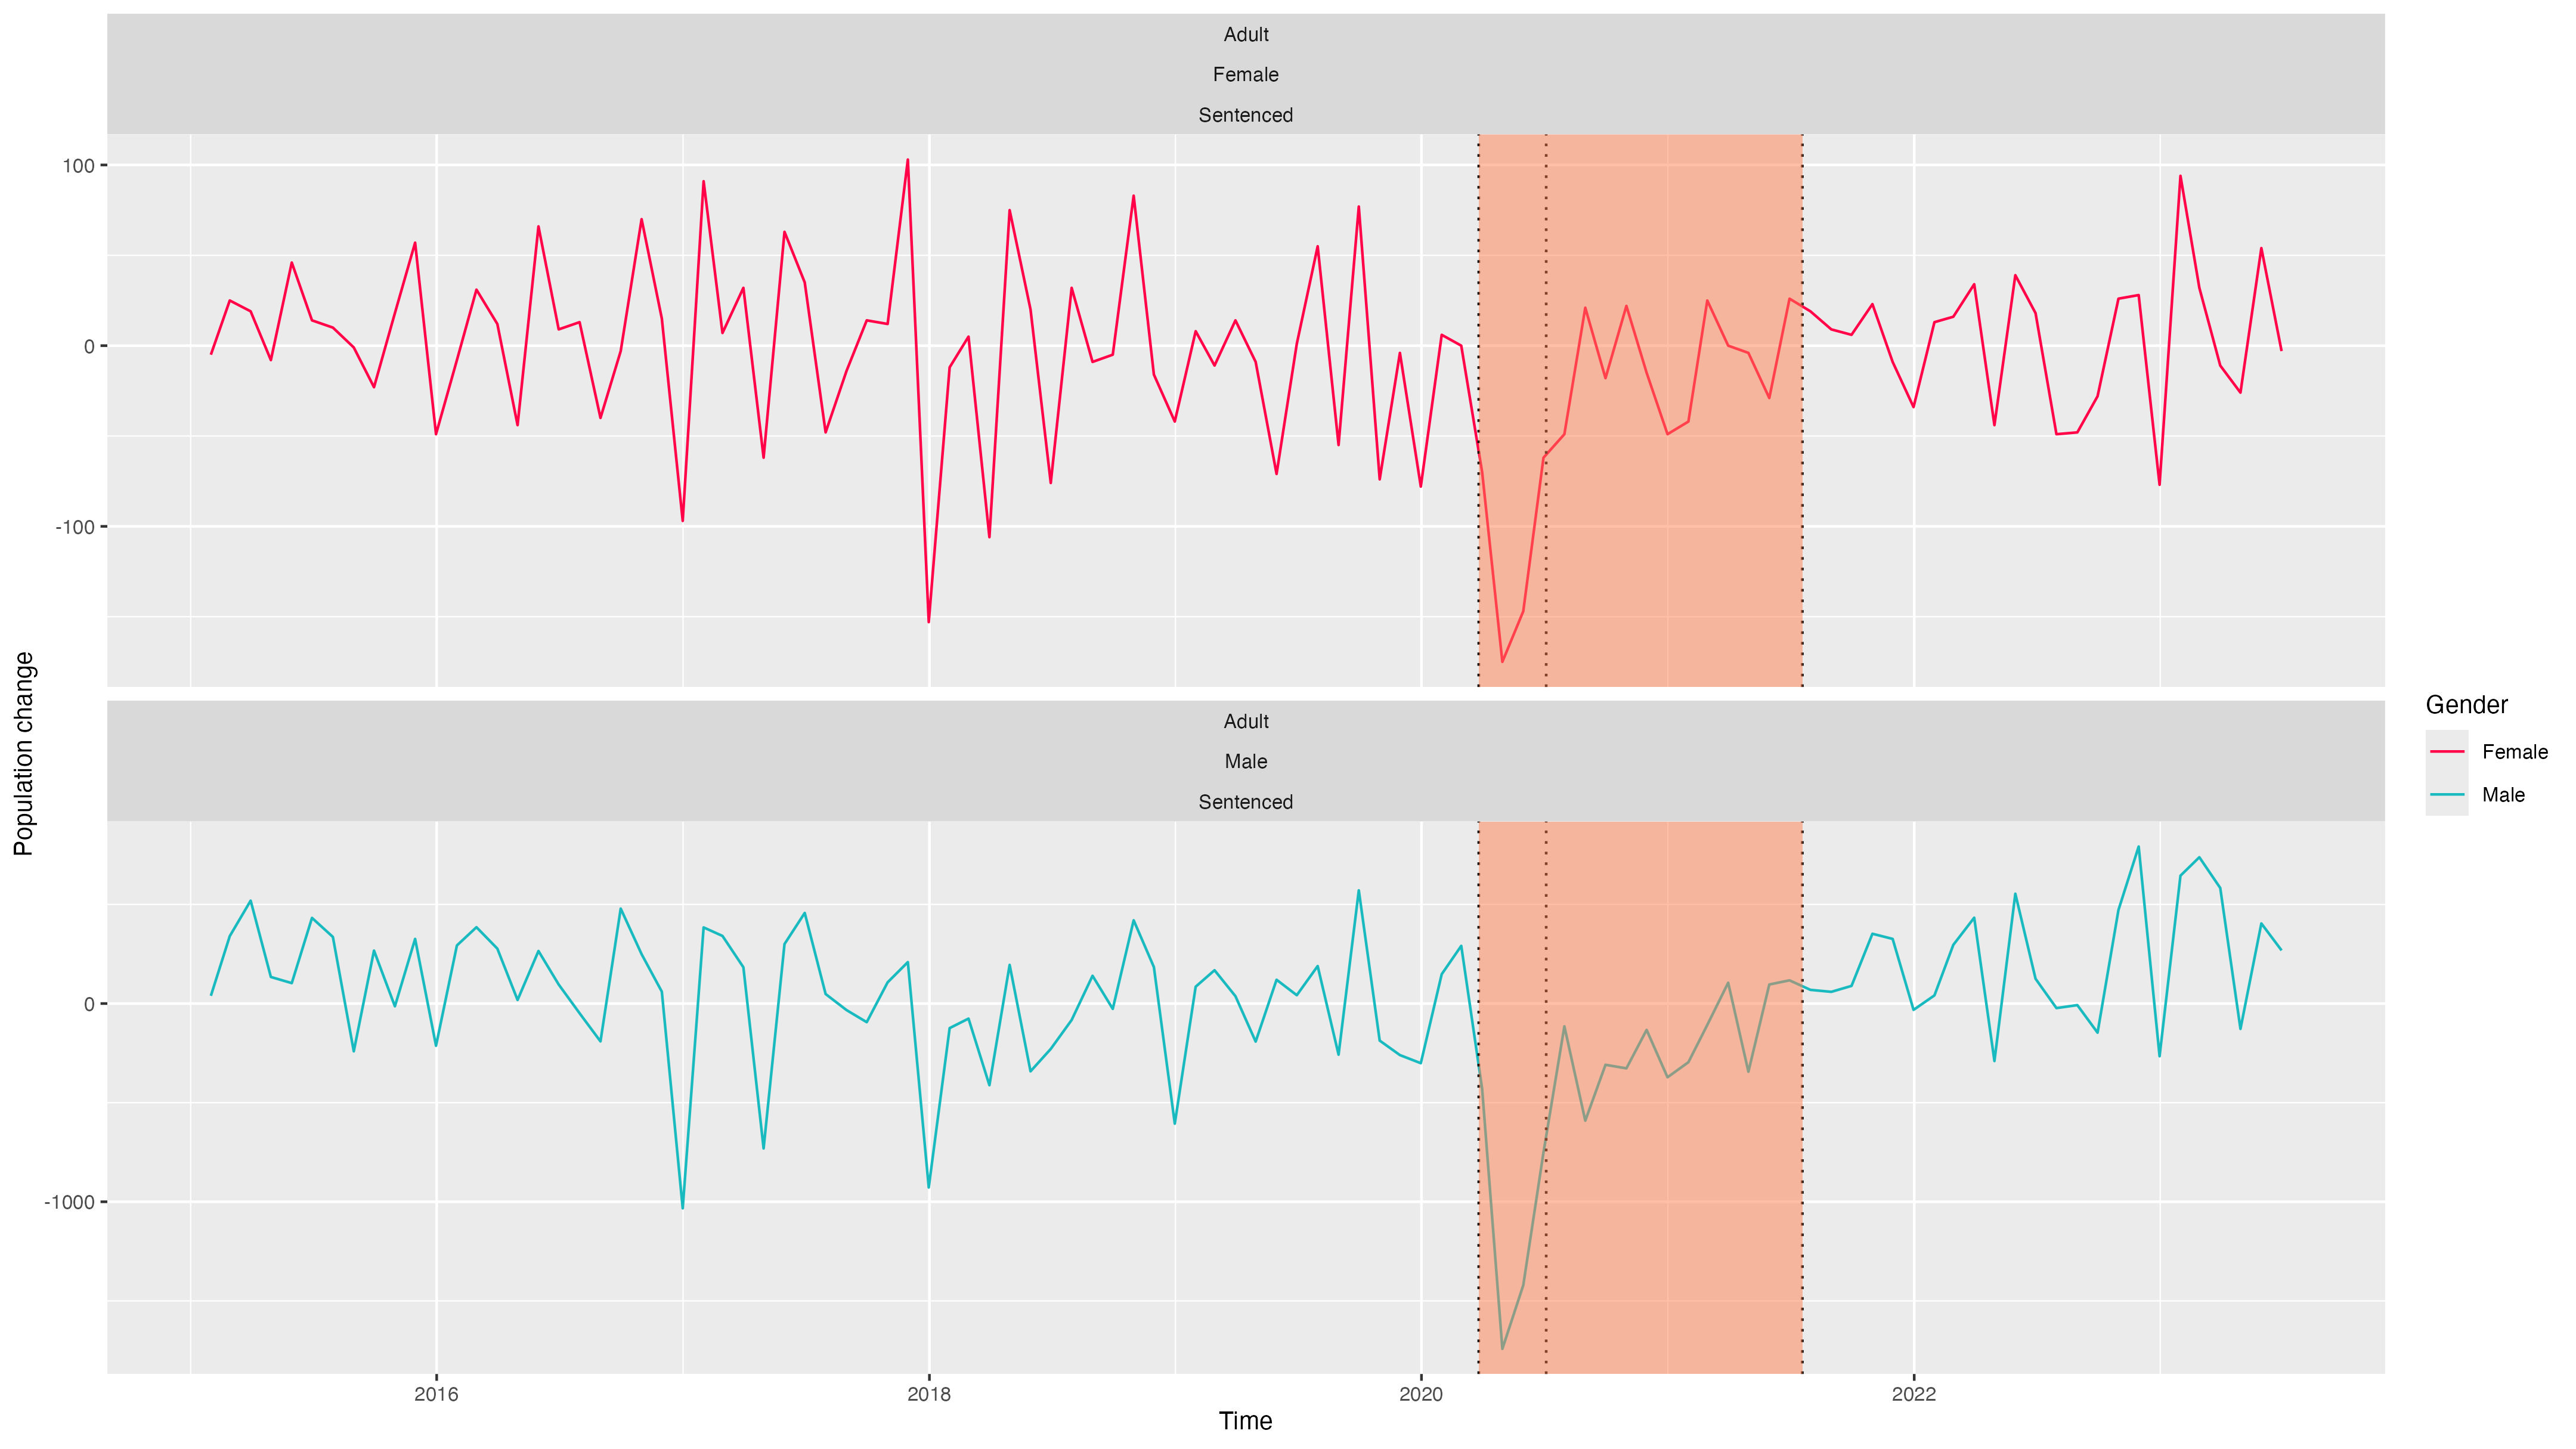 Adult
Female
Sentenced
100
0
-100
Adult
Male
Sentenced
0
-1000
2016
2018
2020
2022
Time
Population change
Gender
Female
Male